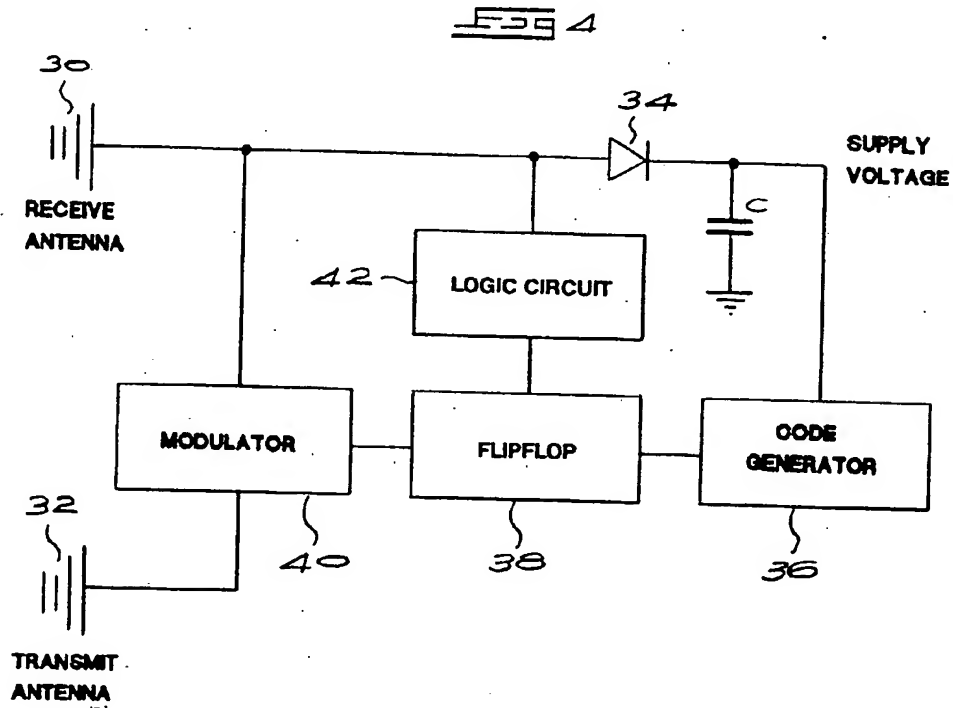 Fig 4
30
34
SUPPLY
VOLTAGE
RECEIVE
ANTENNA
C
42
LOGIC CIRCUIT
MODULATOR
FLIPFLOP
CODE
GENERATOR
32
40
38
36
TRANSMIT
ANTENNA